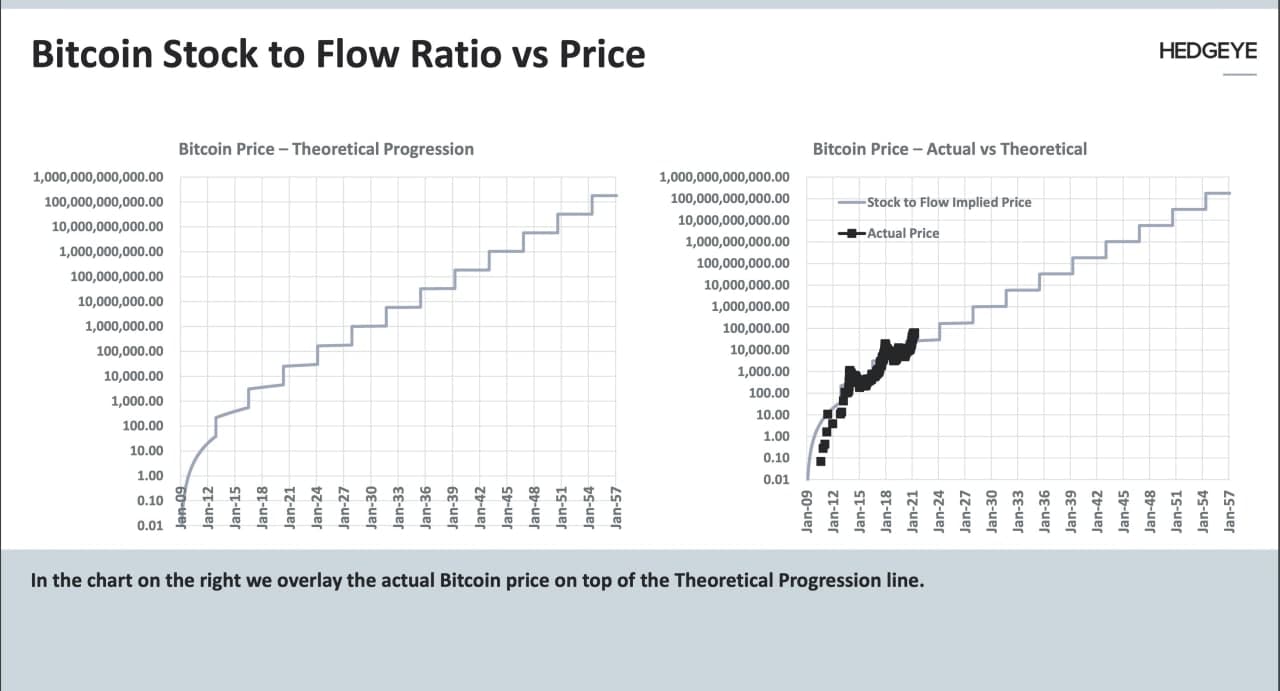 Bitcoin Stock to Flow Ratio vs Price
HEDGEYE
Bitcoin Price – Theoretical Progression
1,000,000,000,000.00
100,000,000,000.00
10,000,000,000.00
1,000,000,000.00
100,000,000.00
10,000,000.00
1,000,000.00
100,000.00
10,000.00
1,000.00
100.00
10.00
1.00
0.10
0.01
Jan-09
Jan-12
Jan-15
Jan-18
Jan-21
Jan-24
Jan-27
Jan-30
Jan-33
Jan-36
Jan-39
Jan-42
Jan-45
Jan-48
Jan-51
Jan-54
Jan-57
Bitcoin Price – Actual vs Theoretical
1,000,000,000,000.00
100,000,000,000.00
10,000,000,000.00
1,000,000,000.00
100,000,000.00
10,000,000.00
1,000,000.00
100,000.00
10,000.00
1,000.00
100.00
10.00
1.00
0.10
0.01
Stock to Flow Implied Price
Actual Price
Jan-09
Jan-12
Jan-15
Jan-18
Jan-21
Jan-24
Jan-27
Jan-30
Jan-33
Jan-36
Jan-39
Jan-42
Jan-45
Jan-48
Jan-51
Jan-54
Jan-57
In the chart on the right we overlay the actual Bitcoin price on top of the Theoretical Progression line.